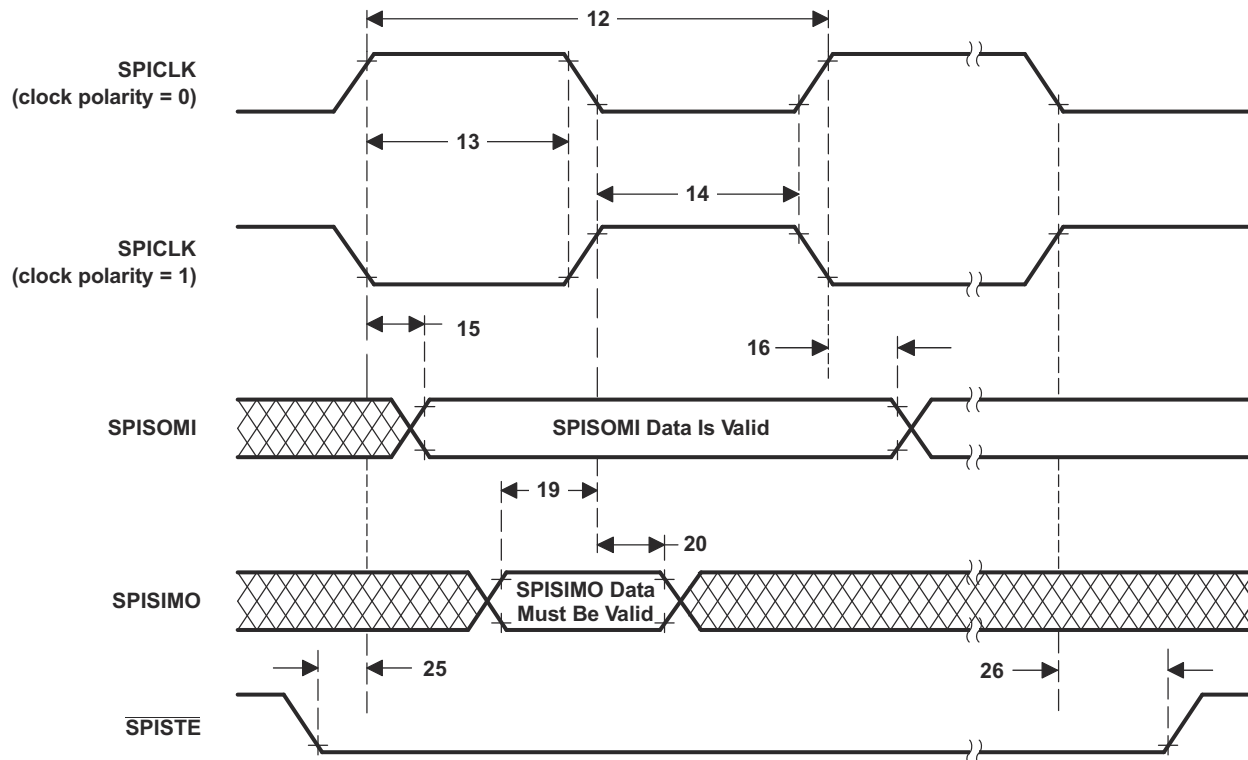 12
SPICLK
(clock polarity = 0)
13
14
SPICLK
(clock polarity = 1)
15
16
SPISOMI
SPISOMI Data Is Valid
19
20
SPISIMO
SPISIMO Data
Must Be Valid
25
26
SPISTE